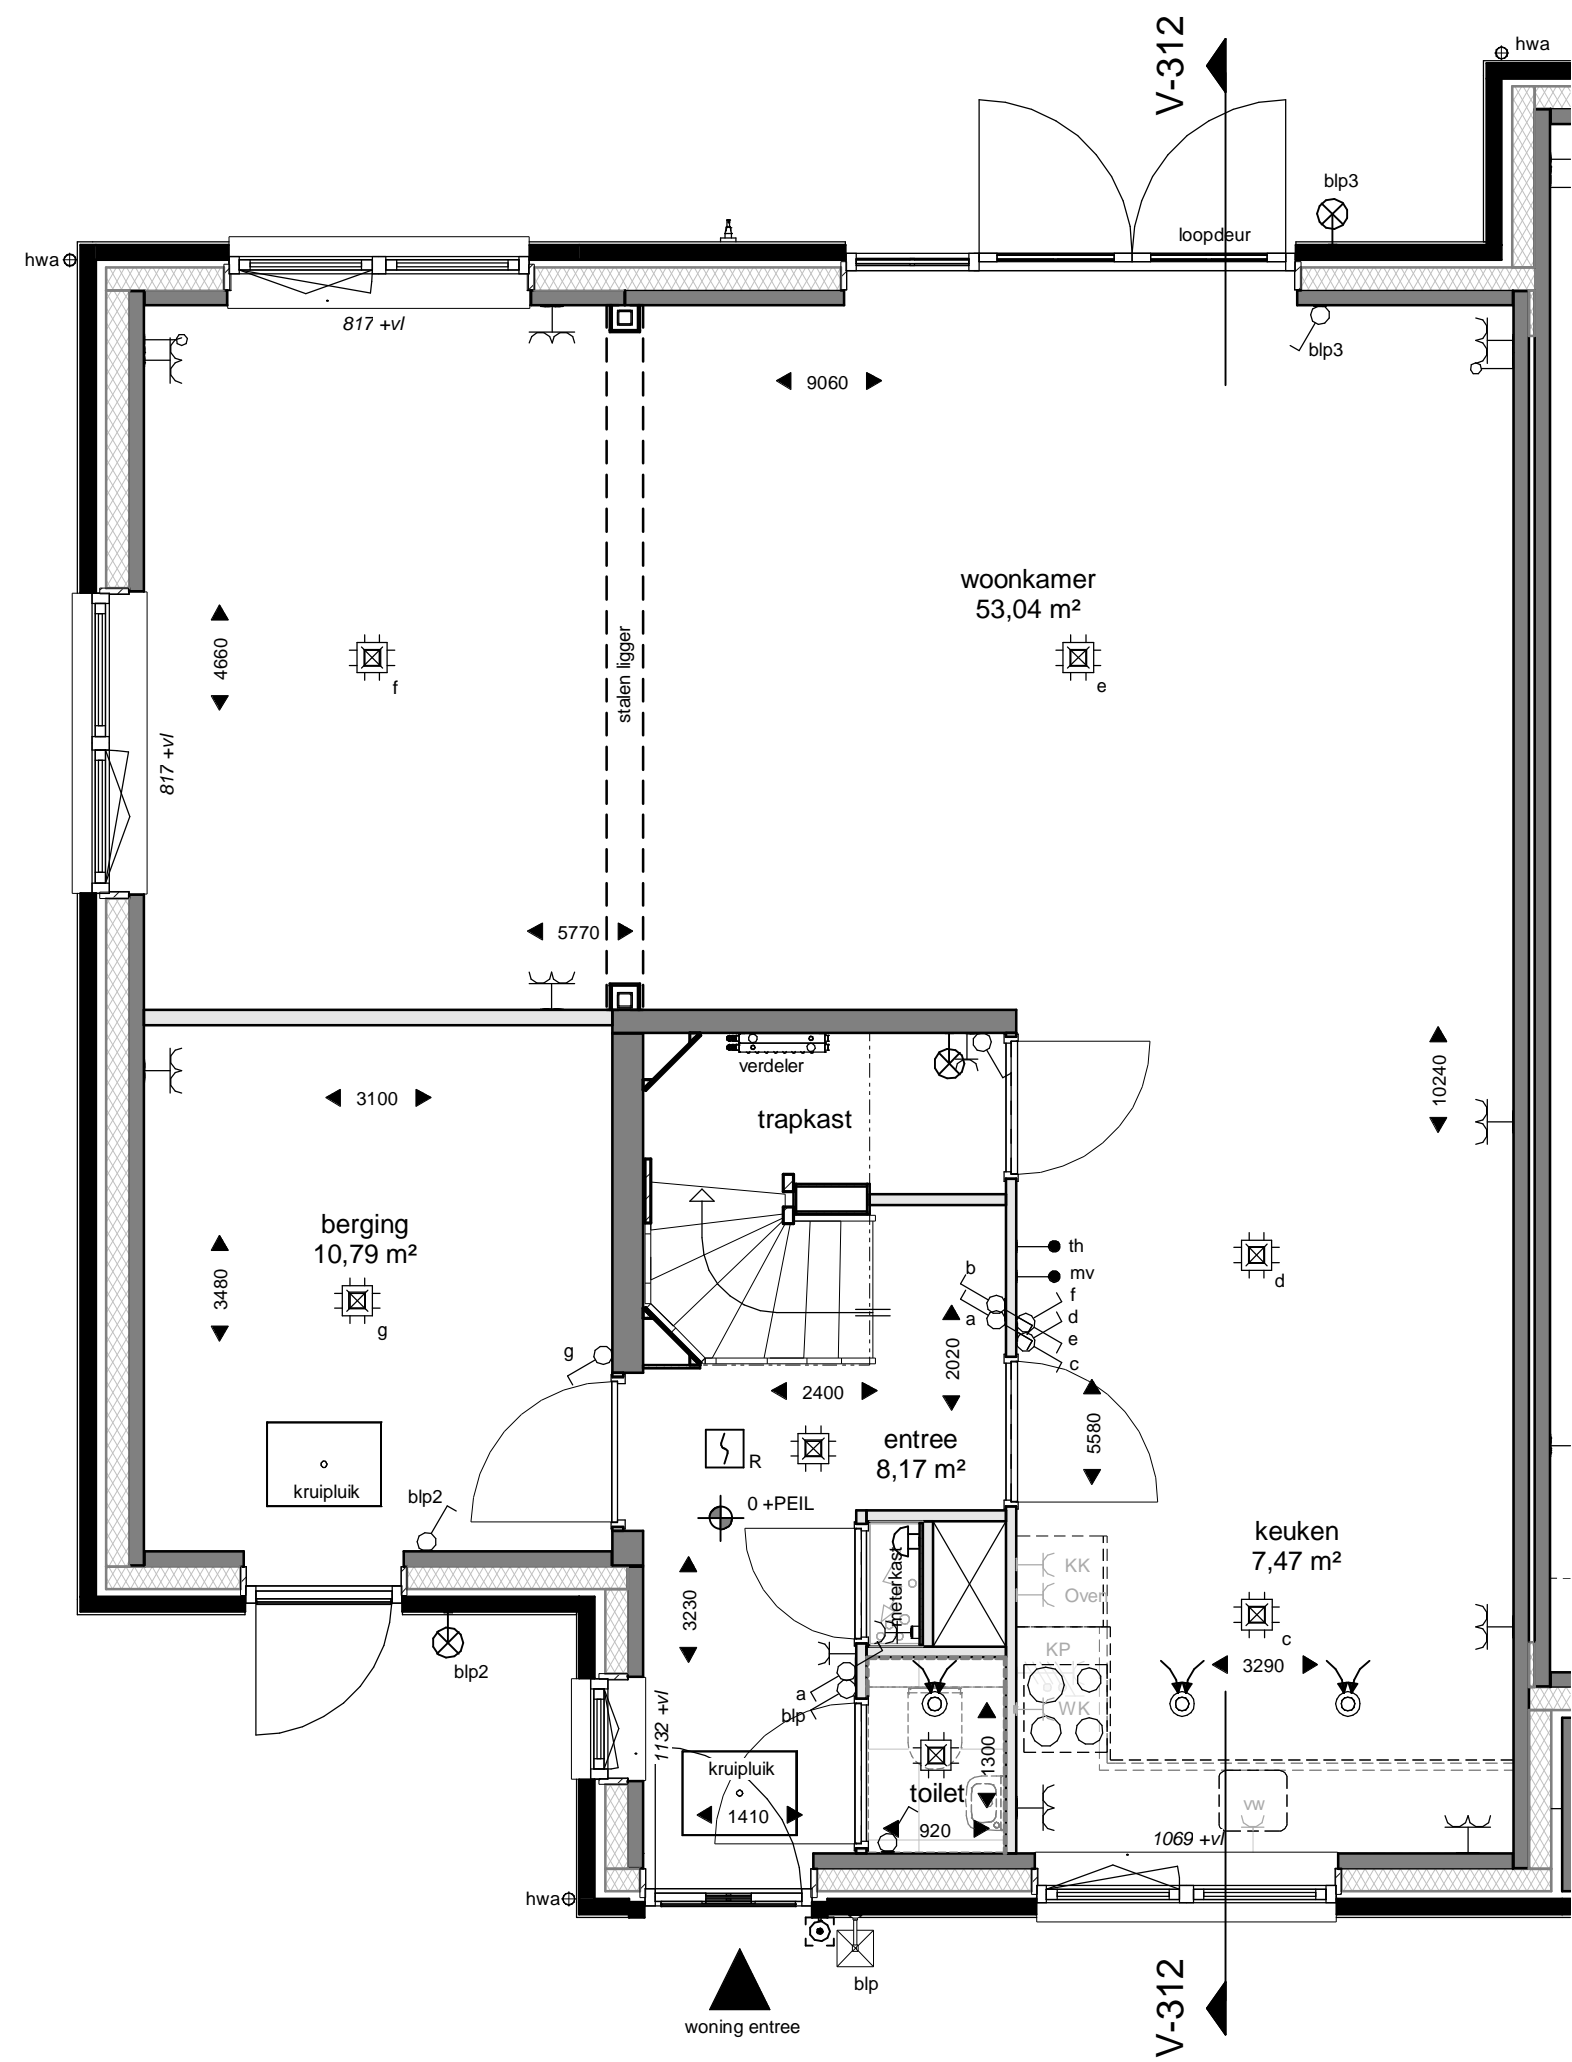 V-312
hwa
blp3
loopdeur
hwa
817 +vl
blp3
9060
woonkamer
53,04 m²
4660
stalen ligger
f
e
817 +vl
5770
10240
verdeler
3100
trapkast
berging
10,79 m²
3480
g
th
mv
b
a
f
d
e
c
d
g
2020
2400
5580
entree
8,17 m²
R
kruipluik
blp2
0 +PEIL
keuken
7,47 m²
meterkast
KK
Oven
3230
c
KP
3290
blp2
a
blp
WK
1132 +vl
1300
kruipluik
toilet
1410
920
vw
1069 +vl
hwa
blp
V-312
woning entree